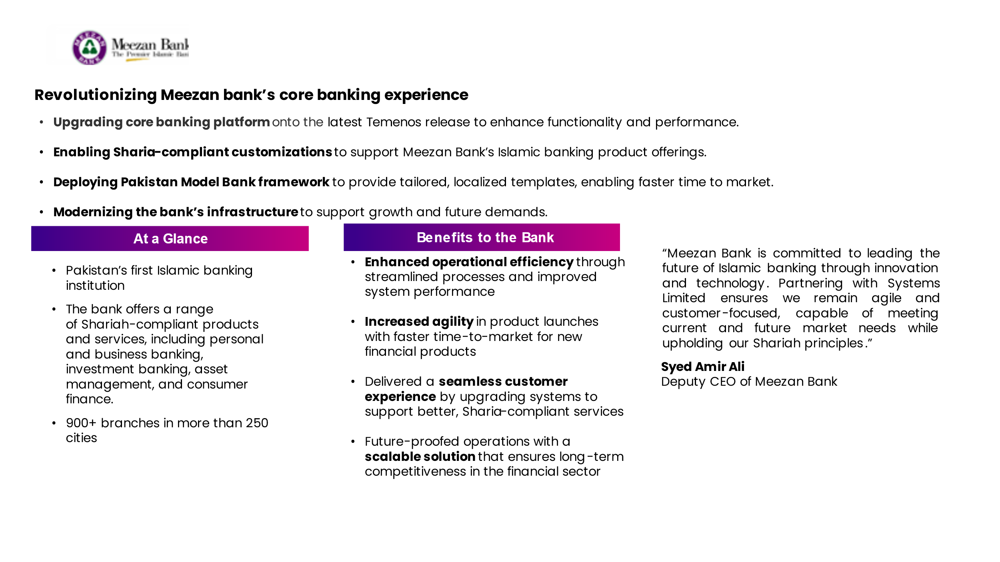 MEEZAN BANK
Meezan Bank
The Premier Islamic Bank
Revolutionizing Meezan bank’s core banking experience
• Upgrading core banking platform onto the latest Temenos release to enhance functionality and performance.
• Enabling Sharia-compliant customizations to support Meezan Bank’s Islamic banking product offerings.
• Deploying Pakistan Model Bank framework to provide tailored, localized templates, enabling faster time to market.
• Modernizing the bank’s infrastructure to support growth and future demands.
At a Glance
• Pakistan’s first Islamic banking
institution
• The bank offers a range
of Shariah-compliant products
and services, including personal
and business banking,
investment banking, asset
management, and consumer
finance.
• 900+ branches in more than 250
cities
Benefits to the Bank
• Enhanced operational efficiency through
streamlined processes and improved
system performance
• Increased agility in product launches
with faster time-to-market for new
financial products
• Delivered a seamless customer
experience by upgrading systems to
support better, Sharia-compliant services
• Future-proofed operations with a
scalable solution that ensures long-term
competitiveness in the financial sector
“Meezan Bank is committed to leading the
future of Islamic banking through innovation
and technology. Partnering with Systems
Limited ensures we remain agile and
customer-focused, capable of meeting
current and future market needs while
upholding our Shariah principles.”
Syed Amir Ali
Deputy CEO of Meezan Bank